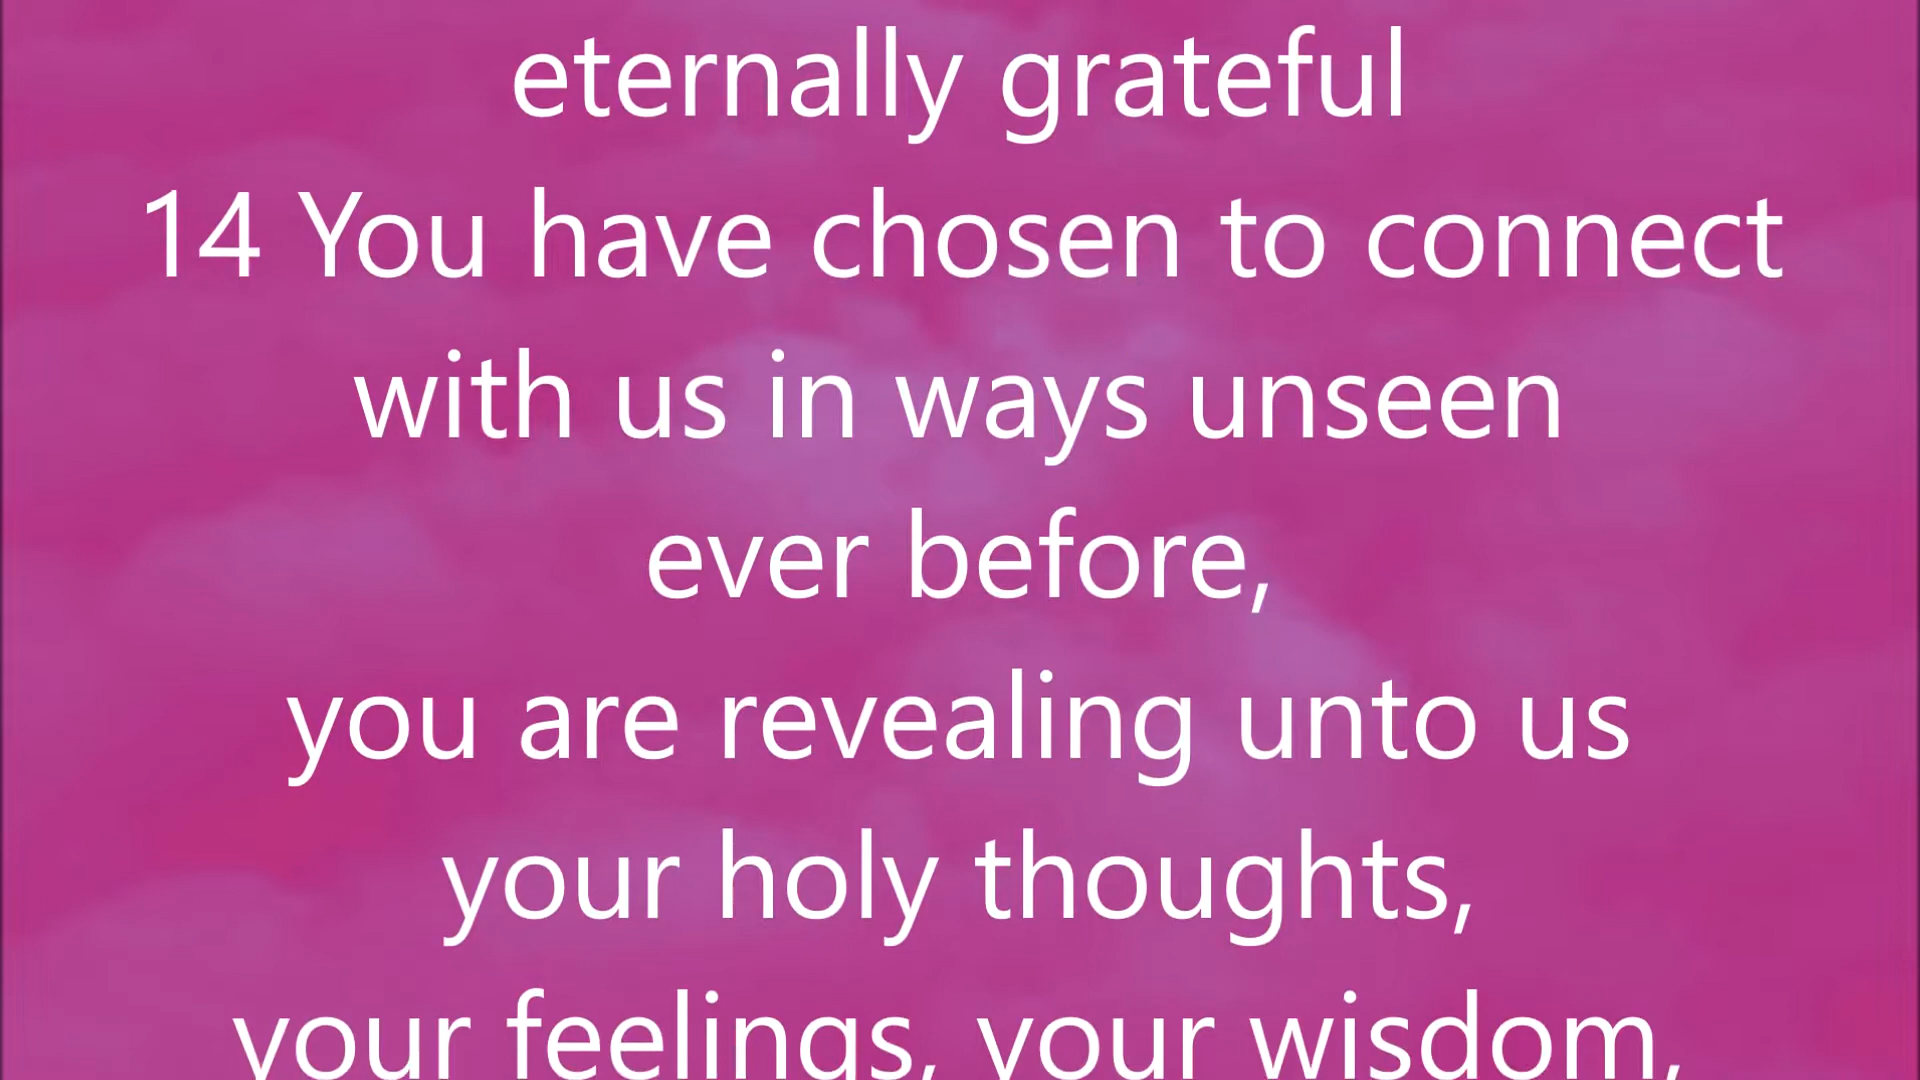 eternally grateful
14 You have chosen to connect
with us in ways unseen
ever before,
you are revealing unto us
your holy thoughts,
your feelings, your wisdom,